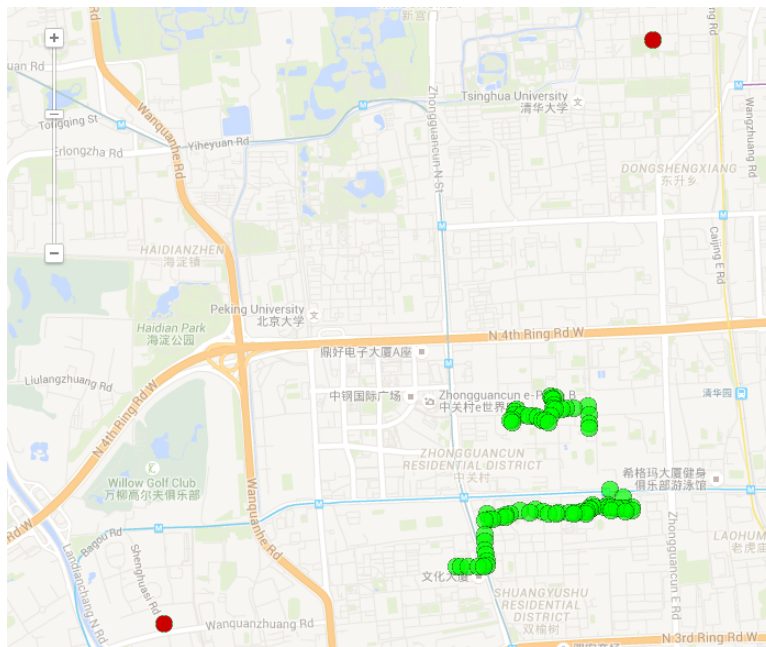 新宫门
Tsinghua University
清华大学
Zhongguancun N St
Wanquanhe Rd
Tongqing St
Yiheyuan Rd
Erlongzha Rd
Wangzhuang Rd
DONGSHENGXIANG
东升乡
Caijing E Rd
HAIDIANZHEN
海淀镇
Peking University
北京大学
Haidian Park
海淀公园
N 4th Ring Rd W
鼎好电子大厦A座
Liulangzhuang Rd
中钢国际广场
Zhongguancun e-P
B
中关村e世界
清华园
N 4th Ring Rd W
ZHONGGUANCUN
RESIDENTIAL DISTRICT
中关村
希格玛大厦健身
俱乐部游泳馆
Willow Golf Club
万柳高尔夫俱乐部
Wanquanhe Rd
Rd W
Bagou Rd
Landianchang N Rd
Shenghuasi Rd
Zhongguancun E Rd
LAOHUM
老虎庙
文化大厦
SHUANGYUSHU
RESIDENTIAL
DISTRICT
双榆树
Wanquanzhuang Rd
N 3rd Ring Rd W